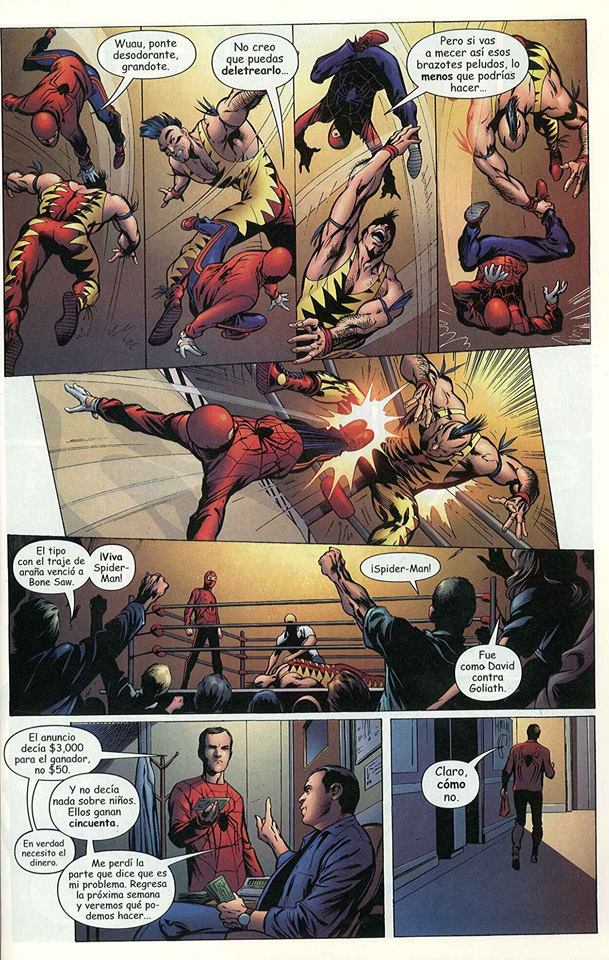 Wuau, ponte
desodorante,
grandote.
No creo
que puedas
deletrearlo...
Pero si vas
a mecer así esos
brazotes peludos, lo
menos que podrías
hacer...
El tipo
con el traje de
araña venció a
Bone Saw.
¡Viva
Spider-
Man!
¡Spider-Man!
Fue
como David
contra
Goliath.
El anuncio
decía $3,000
para el ganador,
no $50.
Y no decía
nada sobre niños.
Ellos ganan
cincuenta.
En verdad
necesito el
dinero.
Me perdí la
parte que dice que es
mi problema. Regresa
la próxima semana
y veremos qué po-
demos hacer...
Claro,
cómo
no.